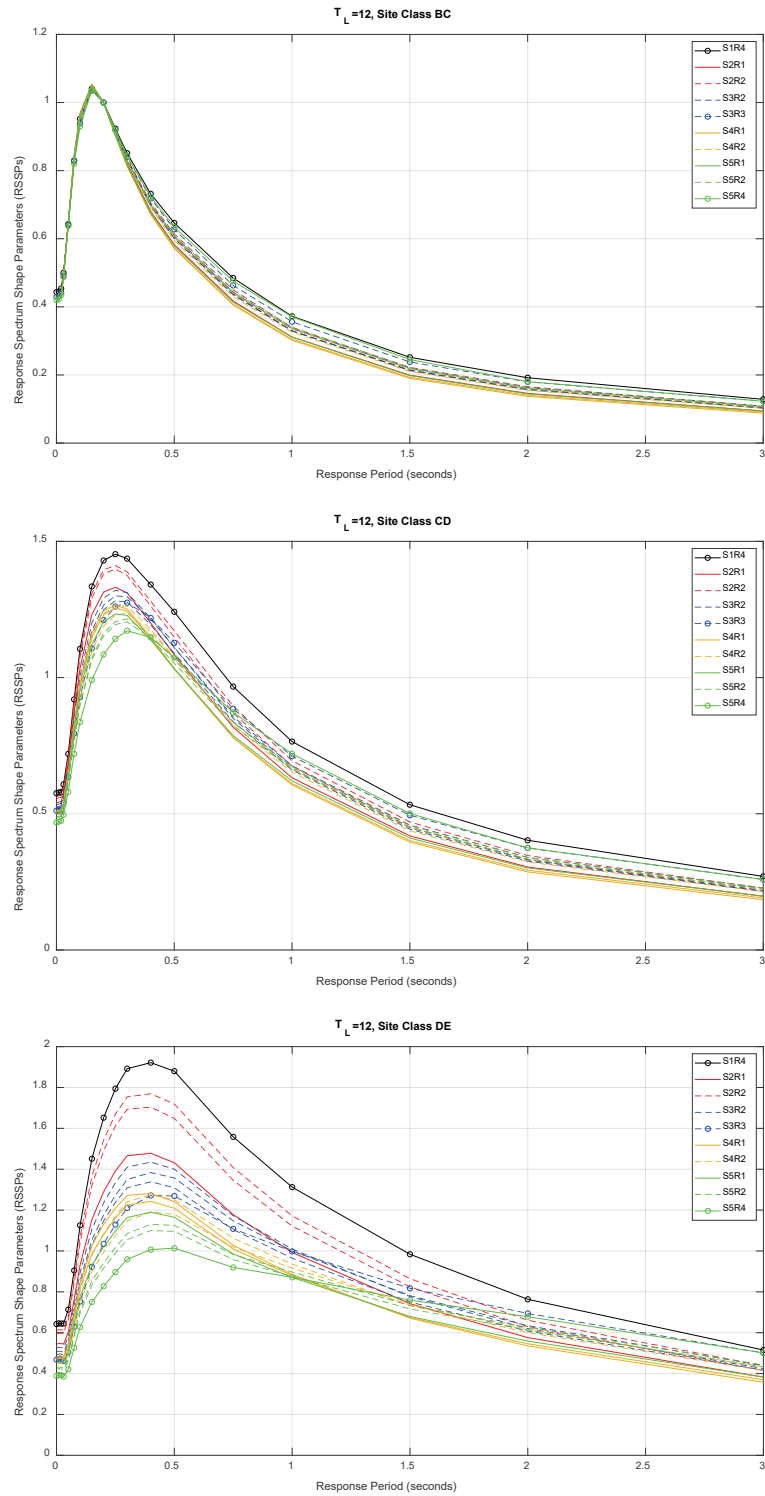 T L =12, Site Class BC
Response Spectrum Shape Parameters (RSSPs)
1.2
1
0.8
0.6
0.4
0.2
0
0 0.5 1 1.5 2 2.5 3
Response Period (seconds)
S1R4
S2R1
S2R2
S3R2
S3R3
S4R1
S4R2
S5R1
S5R2
S5R4
T L =12, Site Class CD
Response Spectrum Shape Parameters (RSSPs)
1.5
1
0.5
0
0 0.5 1 1.5 2 2.5 3
Response Period (seconds)
S1R4
S2R1
S2R2
S3R2
S3R3
S4R1
S4R2
S5R1
S5R2
S5R4
T L =12, Site Class DE
Response Spectrum Shape Parameters (RSSPs)
2
1.8
1.6
1.4
1.2
1
0.8
0.6
0.4
0.2
0
0 0.5 1 1.5 2 2.5 3
Response Period (seconds)
S1R4
S2R1
S2R2
S3R2
S3R3
S4R1
S4R2
S5R1
S5R2
S5R4